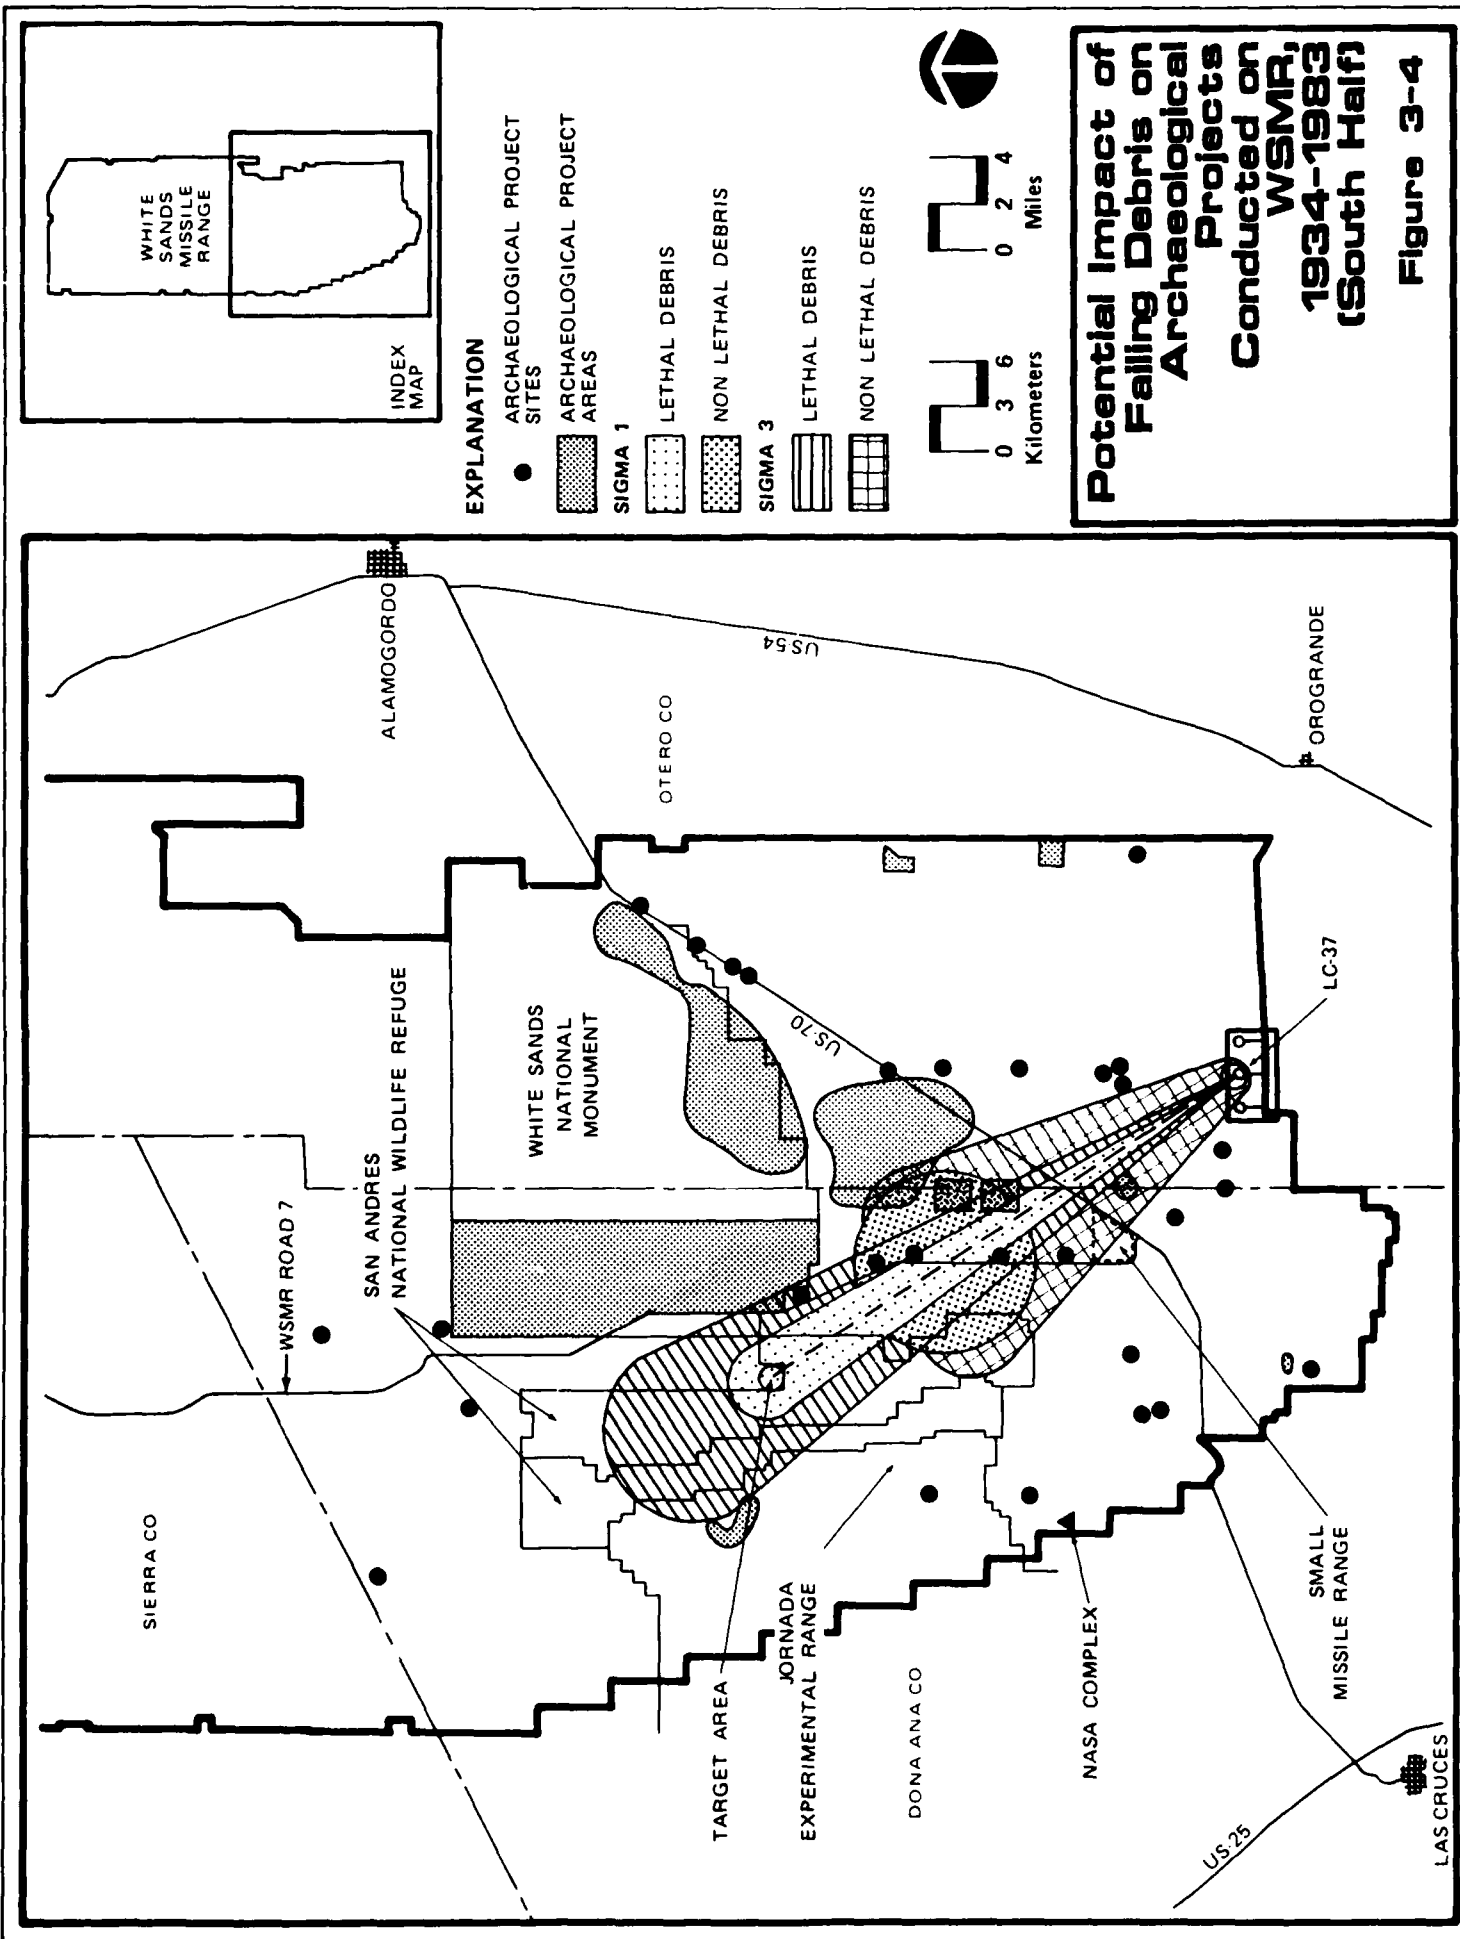 WHITE
SANDS
MISSILE
RANGE
INDEX
MAP
EXPLANATION
ARCHAEOLOGICAL PROJECT
SITES
ARCHAEOLOGICAL PROJECT
AREAS
SIGMA 1
LETHAL DEBRIS
NON LETHAL DEBRIS
SIGMA 3
LETHAL DEBRIS
NON LETHAL DEBRIS
0 3 6
Kilometers
0 2 4
Miles
Potential Impact of
Falling Debris on
Archaeological
Projects
Conducted on
WSMR,
1934-1983
(South Half)
Figure 3-4
ALAMOGORDO
US 54
OTERO CO
OROGRANDE
SAN ANDRES
NATIONAL WILDLIFE REFUGE
WSMR ROAD 7
WHITE SANDS
NATIONAL
MONUMENT
US-70
LC-37
SIERRA CO
TARGET AREA
JORNADA
EXPERIMENTAL RANGE
DONA ANA CO
NASA COMPLEX
SMALL
MISSILE RANGE
US-25
LAS CRUCES